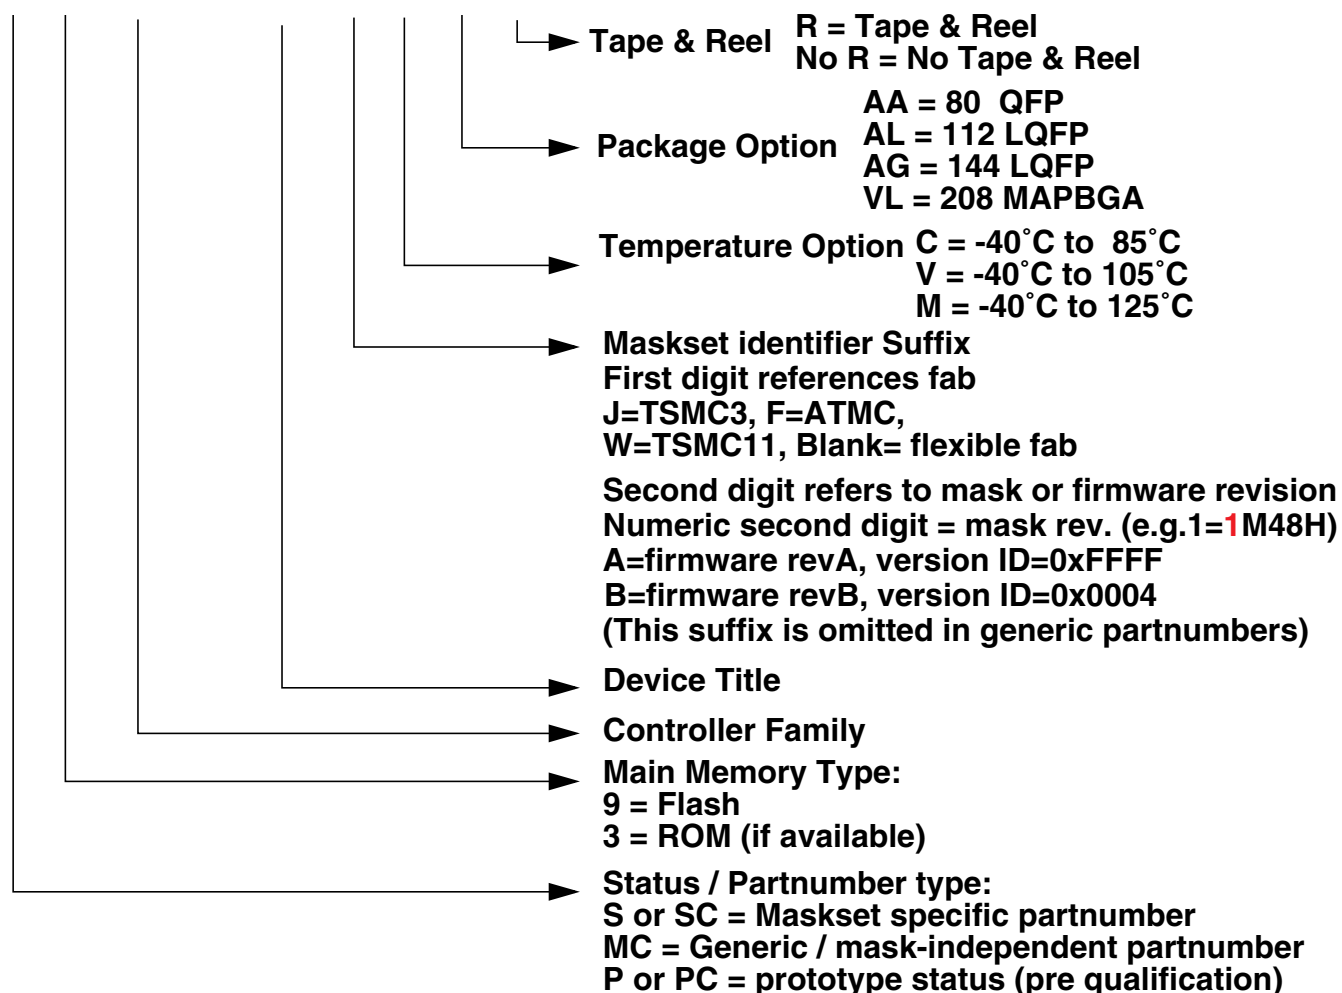 Tape & Reel R = Tape & Reel
No R = No Tape & Reel
AA = 80 QFP
Package Option AL = 112 LQFP
AG = 144 LQFP
VL = 208 MAPBGA
Temperature Option C = -40˚C to 85˚C
V = -40˚C to 105˚C
M = -40˚C to 125˚C
Maskset identifier Suffix
First digit references fab
J=TSMC3, F=ATMC,
W=TSMC11, Blank= flexible fab
Second digit refers to mask or firmware revision
Numeric second digit = mask rev. (e.g.1=1M48H)
A=firmware revA, version ID=0xFFFF
B=firmware revB, version ID=0x0004
(This suffix is omitted in generic partnumbers)
Device Title
Controller Family
Main Memory Type:
9 = Flash
3 = ROM (if available)
Status / Partnumber type:
S or SC = Maskset specific partnumber
MC = Generic / mask-independent partnumber
P or PC = prototype status (pre qualification)